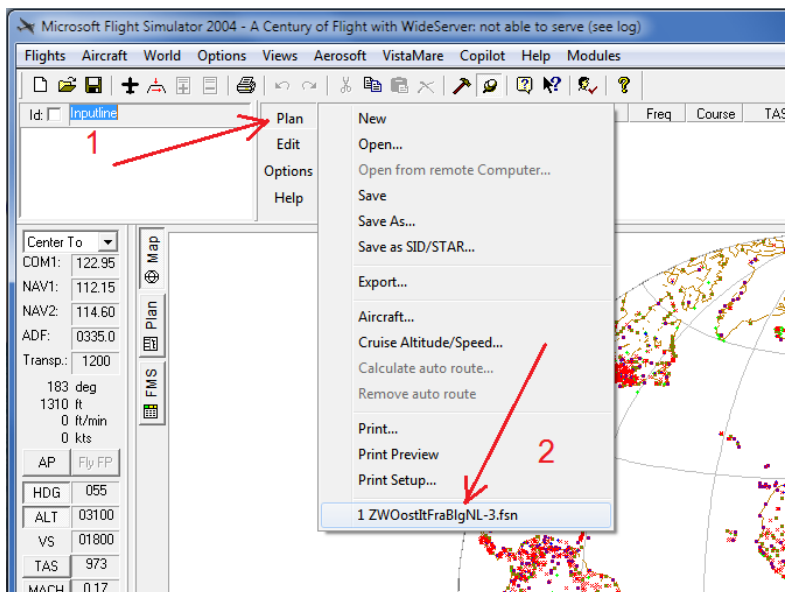 Microsoft Flight Simulator 2004 - A Century of Flight with WideServer: not able to serve (see log)
Flights Aircraft World Options Views Aerosoft VistaMare Copilot Help Modules
Id: Inputline
1
Plan
Edit
Options
Help
New
Open...
Open from remote Computer...
Save
Save As...
Save as SID/STAR...
Export...
Aircraft...
Cruise Altitude/Speed...
Calculate auto route...
Remove auto route
Print...
Print Preview
Print Setup...
1 ZWOostItFraBlgNL-3.fsn
2
Freq Course TAS
Center To
COM1: 122.95
NAV1: 112.15
NAV2: 114.60
ADF: 0335.0
Transp.: 1200
183 deg
1310 ft
0 ft/min
0 kts
AP Fly FP
HDG 055
ALT 03100
VS 01800
TAS 973
MACH 0.17
Map
Plan
FMS